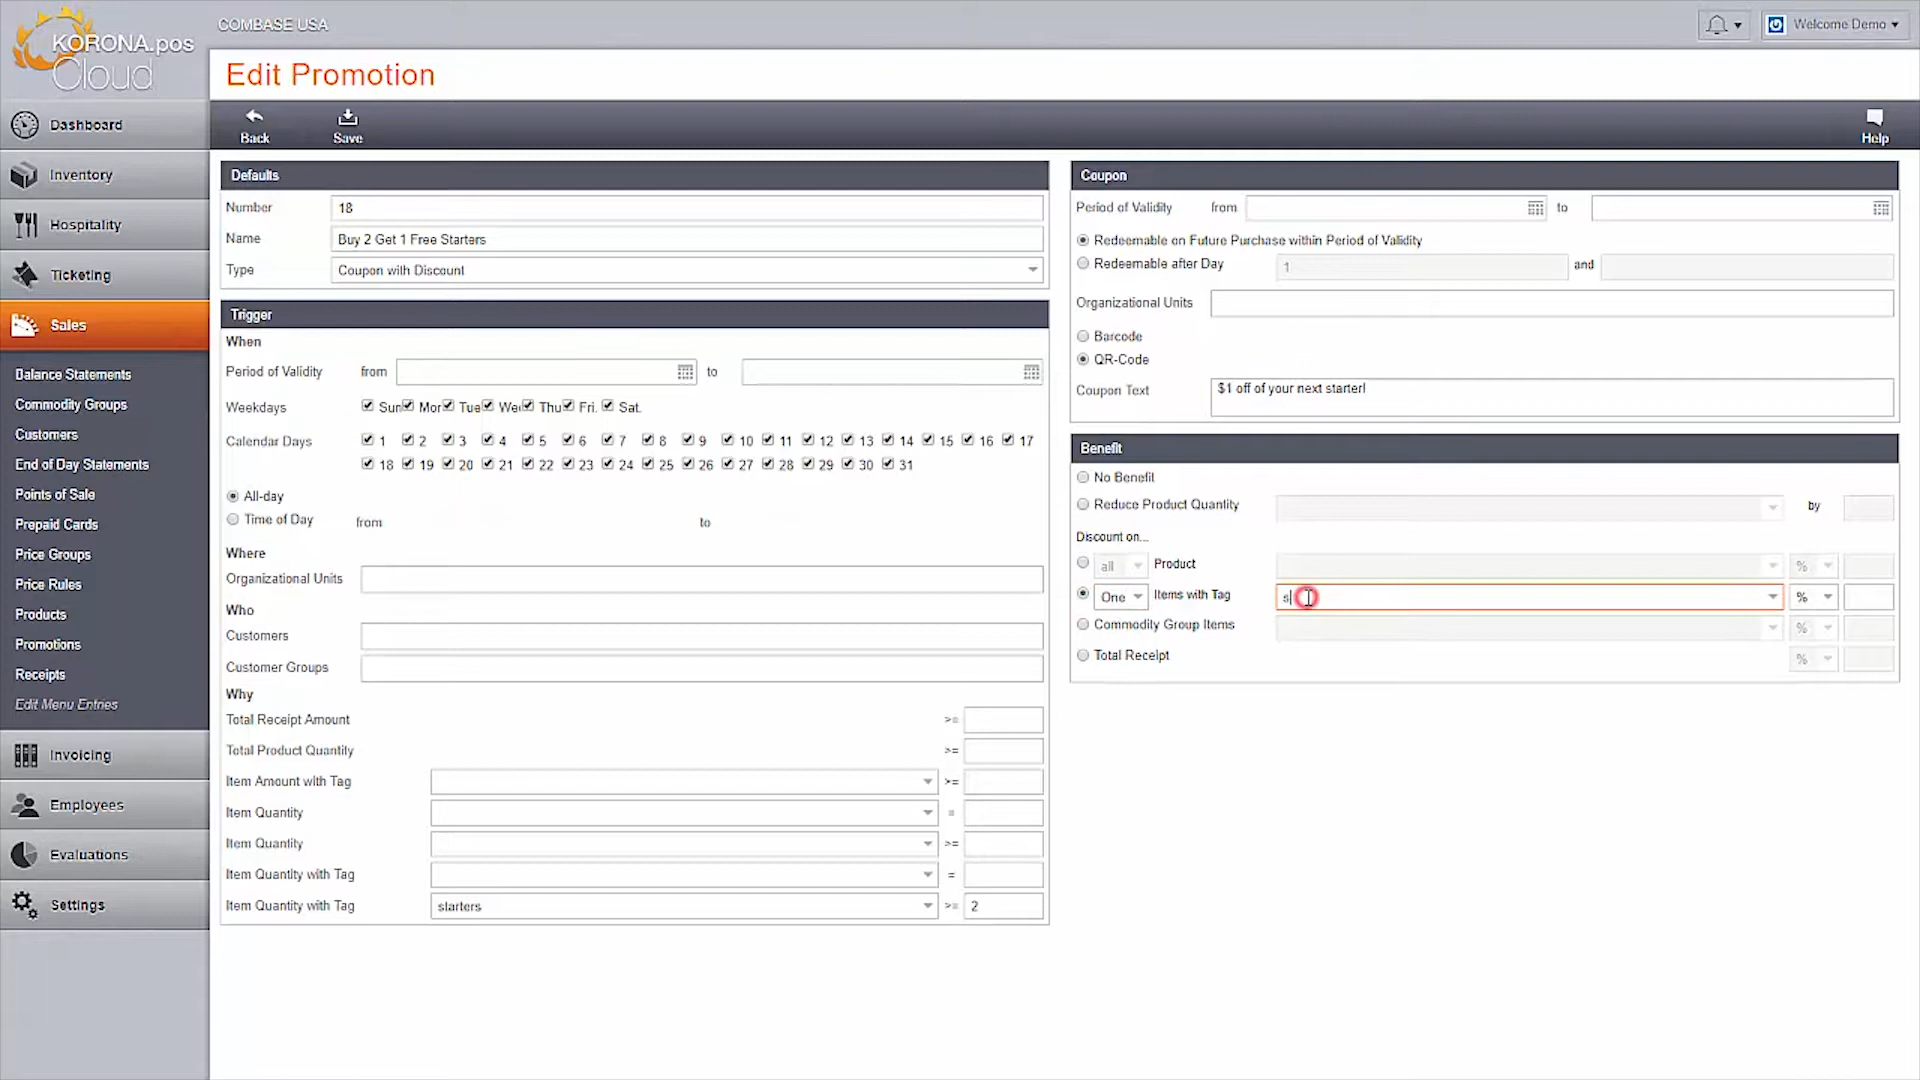 KORONA.pos
Cloud
COMBASE USA
Welcome Demo
Edit Promotion
Back
Save
Help
Dashboard
Inventory
Hospitality
Ticketing
Sales
Balance Statements
Commodity Groups
Customers
End of Day Statements
Points of Sale
Prepaid Cards
Price Groups
Price Rules
Products
Promotions
Receipts
Edit Menu Entries
Invoicing
Employees
Evaluations
Settings
Defaults
Number 18
Name Buy 2 Get 1 Free Starters
Type Coupon with Discount
Trigger
When
Period of Validity from to
Weekdays Sun Mor Tue Wed Thu Fri. Sat.
Calendar Days 1 2 3 4 5 6 7 8 9 10 11 12 13 14 15 16 17
18 19 20 21 22 23 24 25 26 27 28 29 30 31
All-day
Time of Day from to
Where
Organizational Units
Who
Customers
Customer Groups
Why
Total Receipt Amount >=
Total Product Quantity >=
Item Amount with Tag >=
Item Quantity =
Item Quantity >=
Item Quantity with Tag =
Item Quantity with Tag starters >= 2
Coupon
Period of Validity from to
Redeemable on Future Purchase within Period of Validity
Redeemable after Day 1 and
Organizational Units
Barcode
QR-Code
Coupon Text $1 off of your next starter!
Benefit
No Benefit
Reduce Product Quantity by
Discount on...
all Product %
One Items with Tag s %
Commodity Group Items %
Total Receipt %